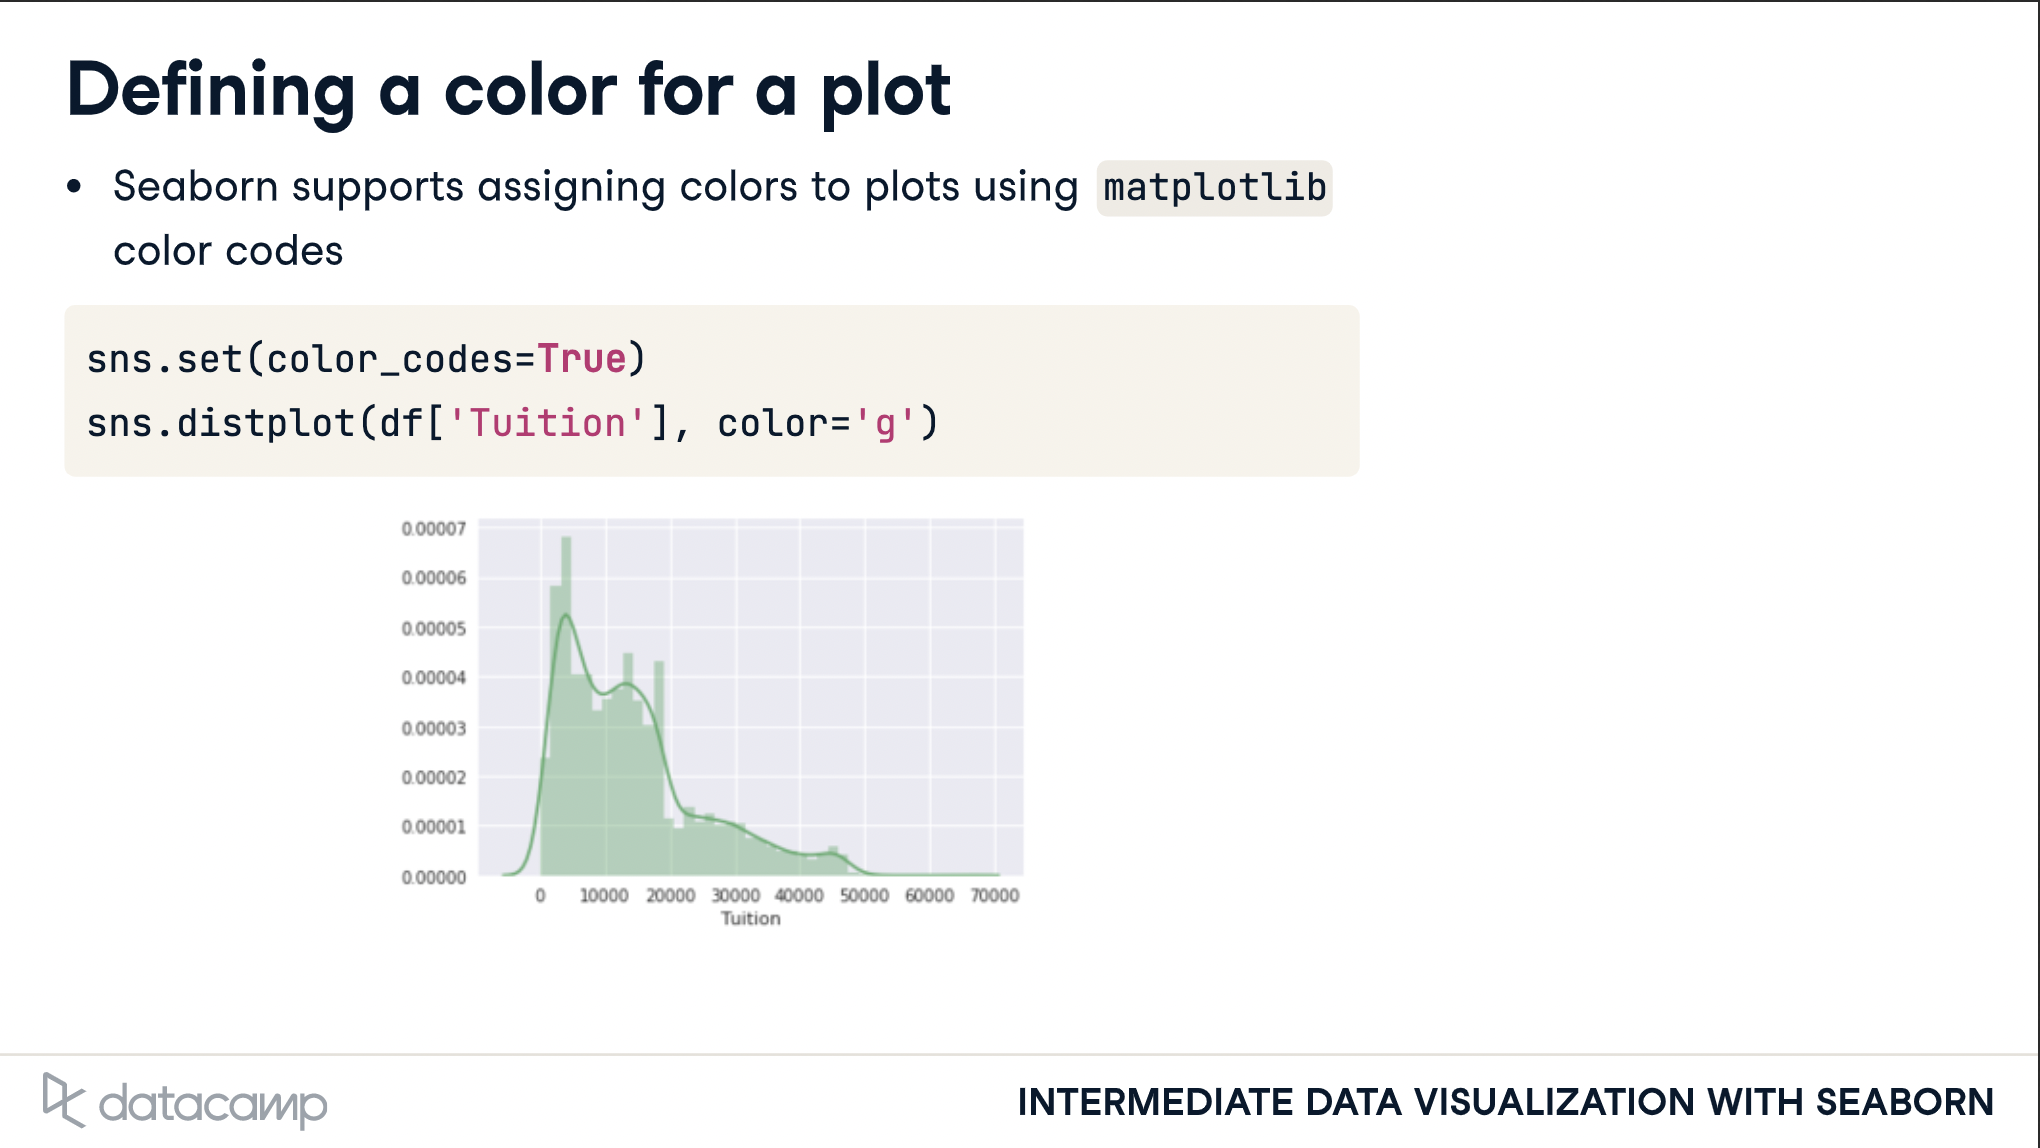 Defining a color for a plot
• Seaborn supports assigning colors to plots using matplotlib
color codes
sns.set(color_codes=True)
sns.distplot(df['Tuition'], color='g')
0.00007
0.00006
0.00005
0.00004
0.00003
0.00002
0.00001
0.00000
0 10000 20000 30000 40000 50000 60000 70000
Tuition
datacamp
INTERMEDIATE DATA VISUALIZATION WITH SEABORN